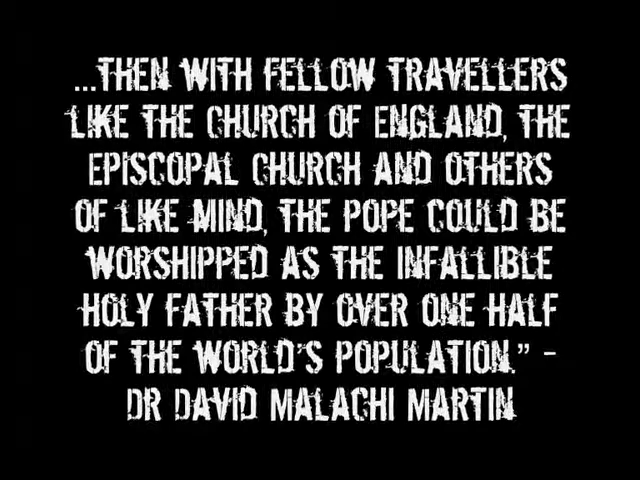 ...THEN WITH FELLOW TRAVELLERS
LIKE THE CHURCH OF ENGLAND, THE
EPISCOPAL CHURCH AND OTHERS
OF LIKE MIND, THE POPE COULD BE
WORSHIPPED AS THE INFALLIBLE
HOLY FATHER BY OVER ONE HALF
OF THE WORLD'S POPULATION." -
DR DAVID MALACHI MARTIN